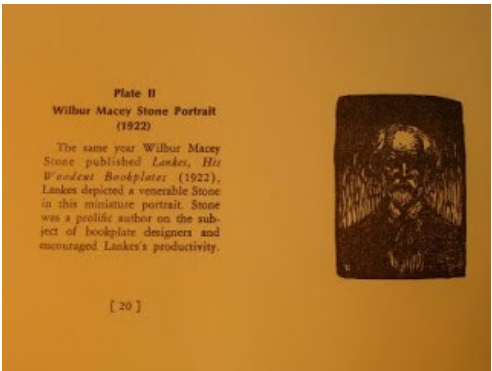 Plate II
Wilbur Macey Stone Portrait
(1922)
The same year Wilbur Macey
Stone published Lankes, His
Woodcut Bookplates (1922),
Lankes depicted a venerable Stone
in this miniature portrait. Stone
was a prolific author on the sub-
ject of bookplate designers and
encouraged Lankes's productivity.
[ 20 ]